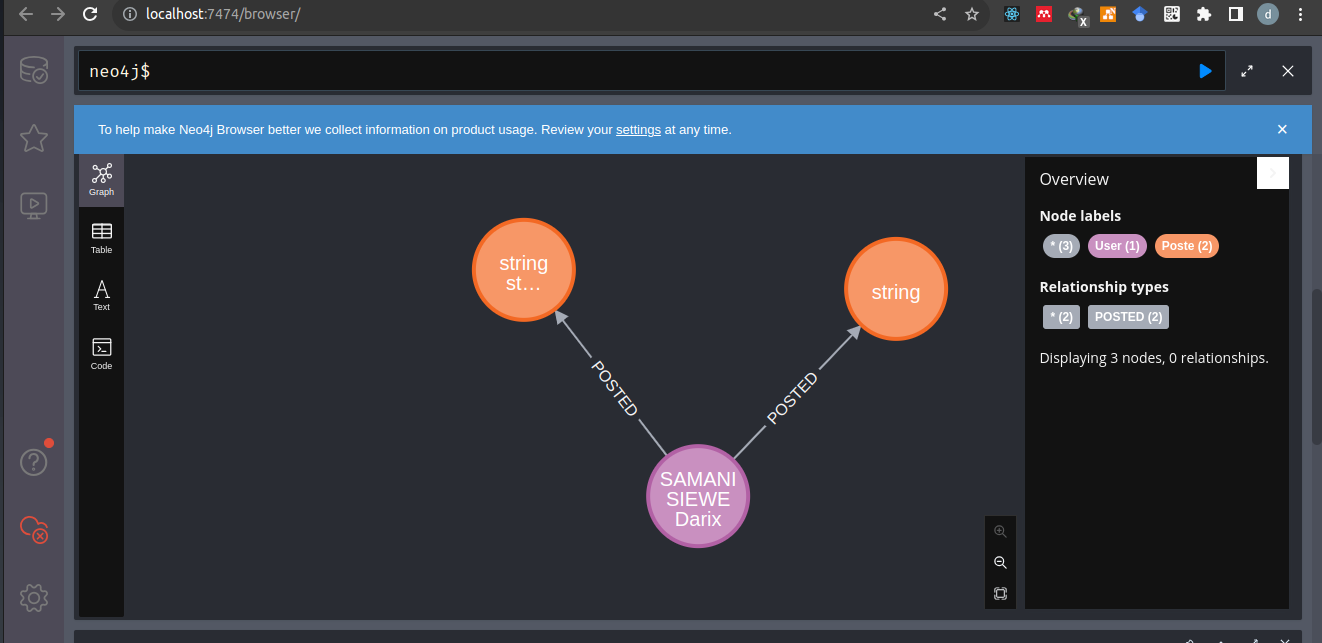 localhost:7474/browser/
X
d
neo4j$
To help make Neo4j Browser better we collect information on product usage. Review your settings at any time.
Graph
Table
Text
Code
string
st…
string
POSTED
POSTED
SAMANI
SIEWE
Darix
Overview
Node labels
* (3) User (1) Poste (2)
Relationship types
* (2) POSTED (2)
Displaying 3 nodes, 0 relationships.